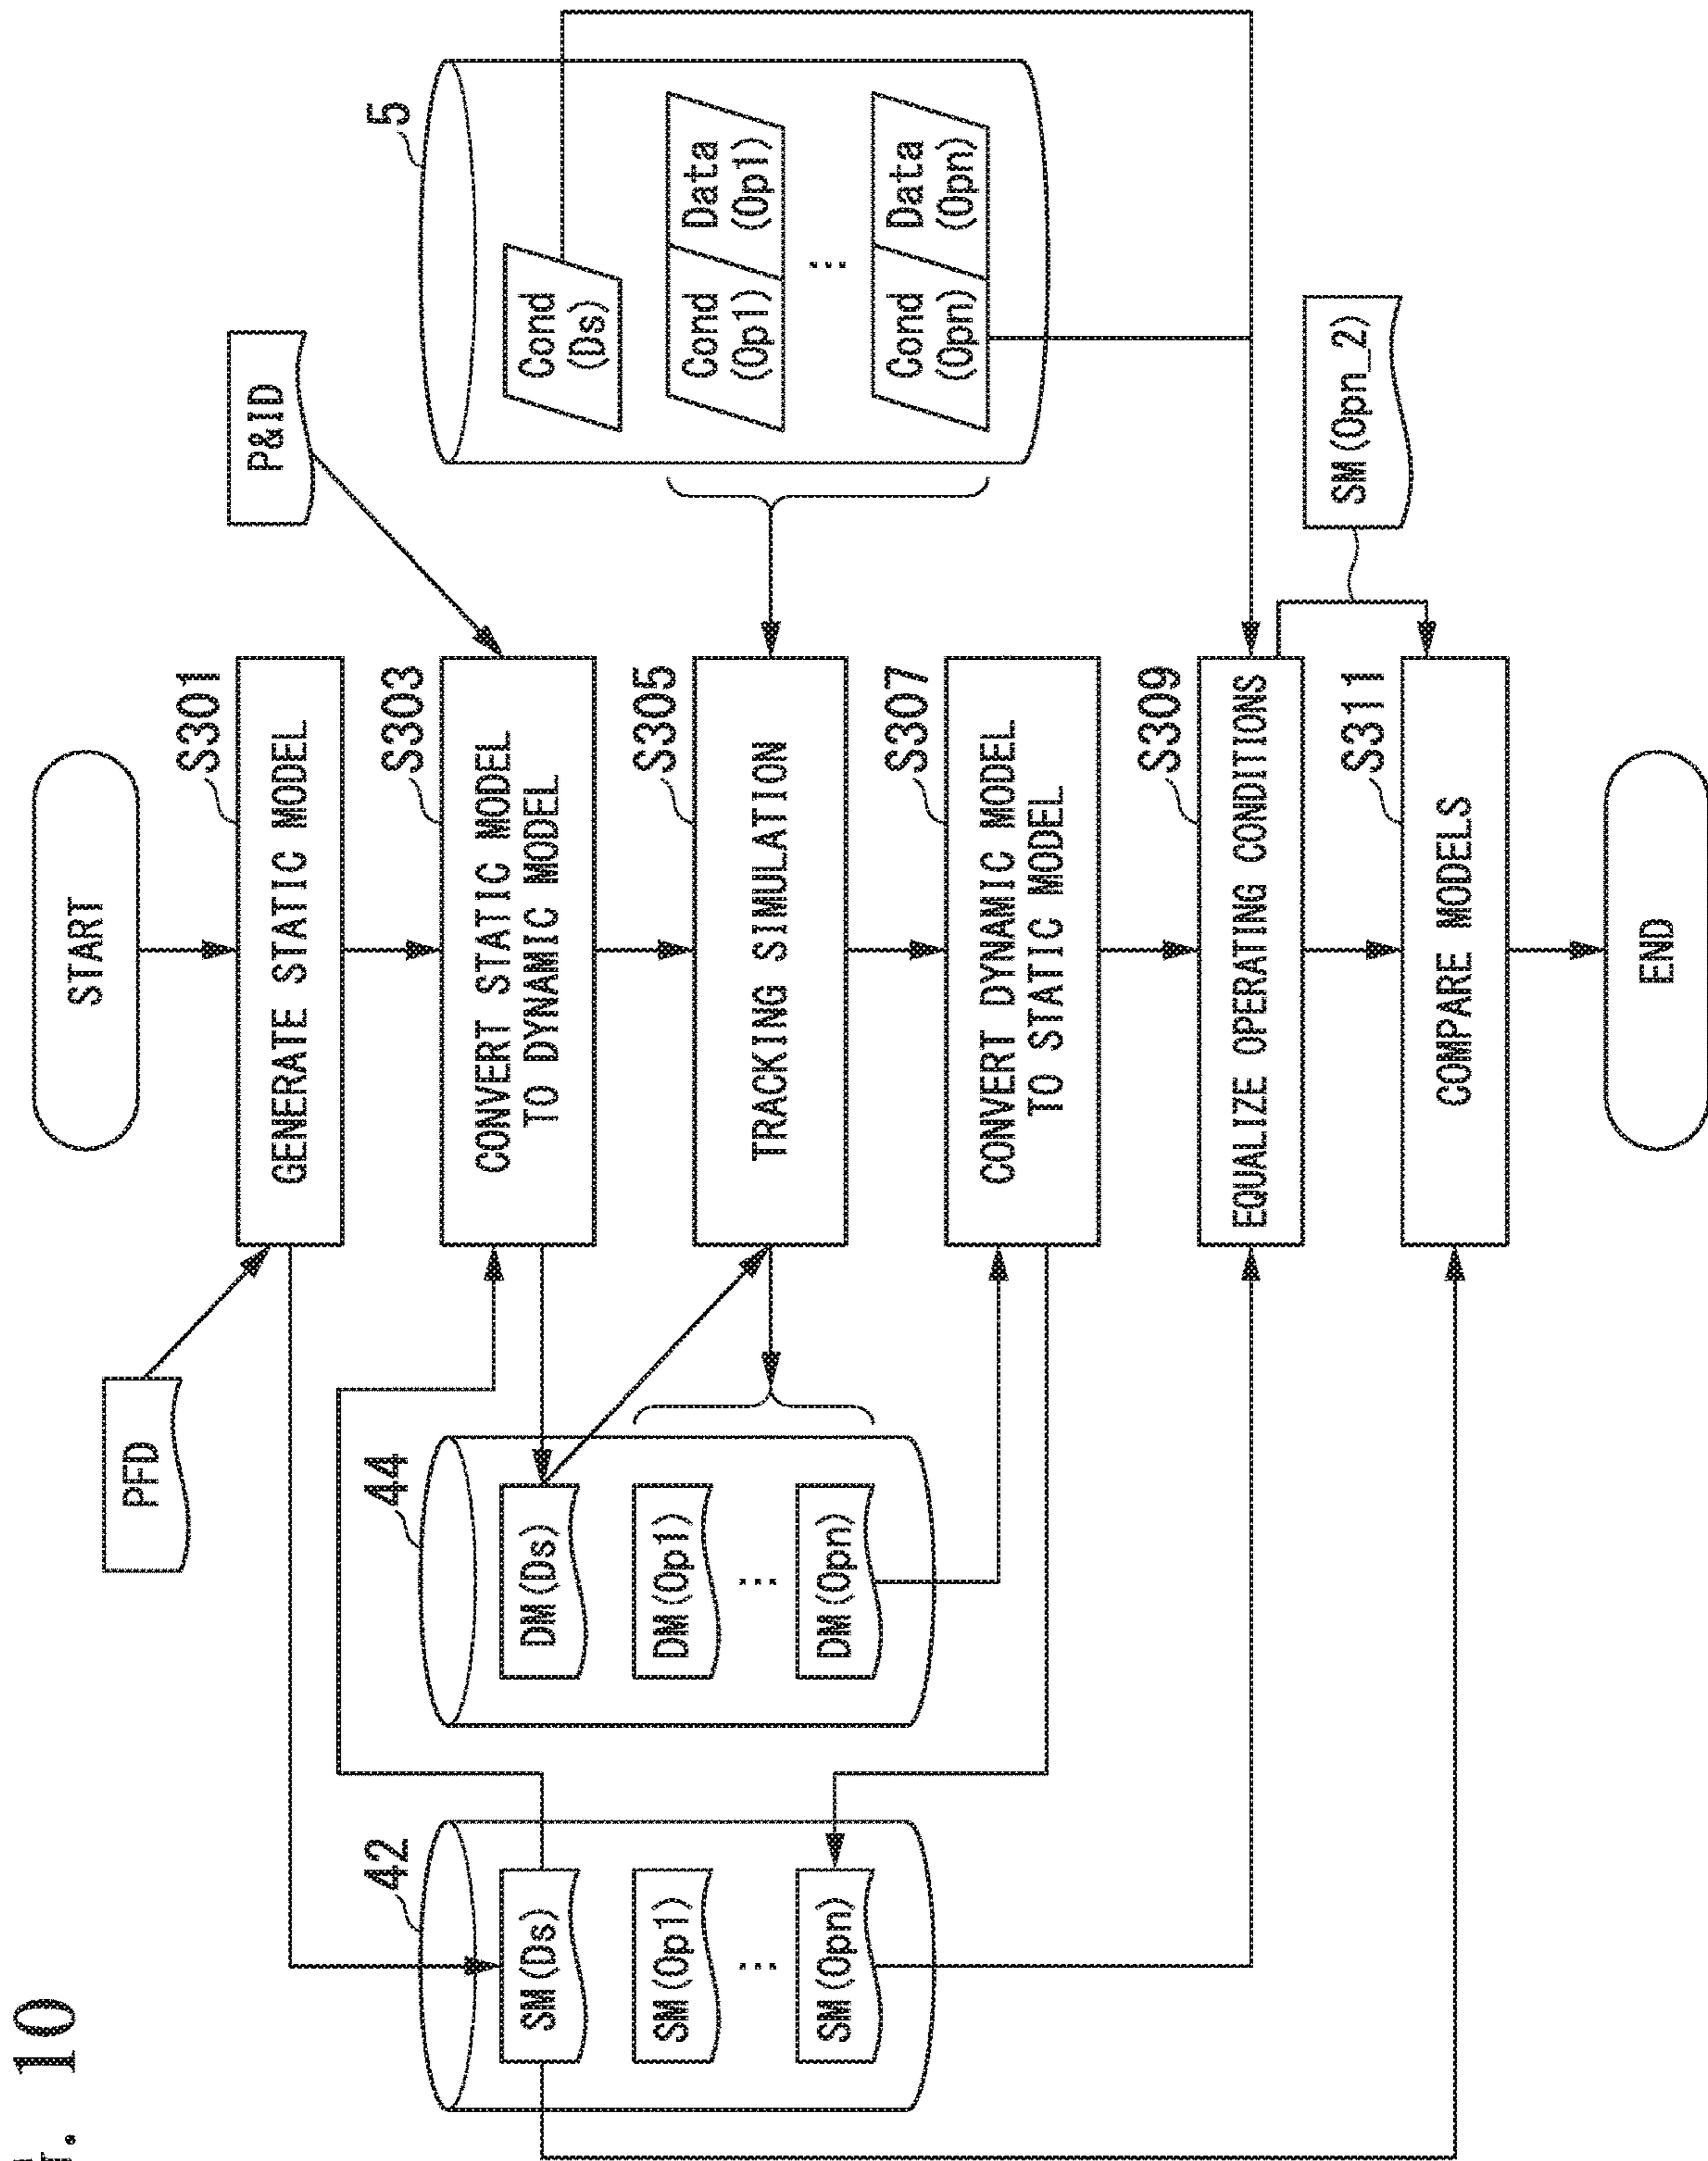 10
START
PFD
GENERATE STATIC MODEL
S301
P&ID
CONVERT STATIC MODEL
TO DYNAMIC MODEL
S303
42
SM(Ds)
SM(Op1)
...
SM(Opn)
44
DM(Ds)
DM(Op1)
...
DM(Opn)
TRACKING SIMULATION
S305
5
Cond
(Ds)
Cond
(Op1)
Data
(Op1)
...
Cond
(Opn)
Data
(Opn)
CONVERT DYNAMIC MODEL
TO STATIC MODEL
S307
EQUALIZE OPERATING CONDITIONS
S309
SM(Opn_2)
COMPARE MODELS
S311
END